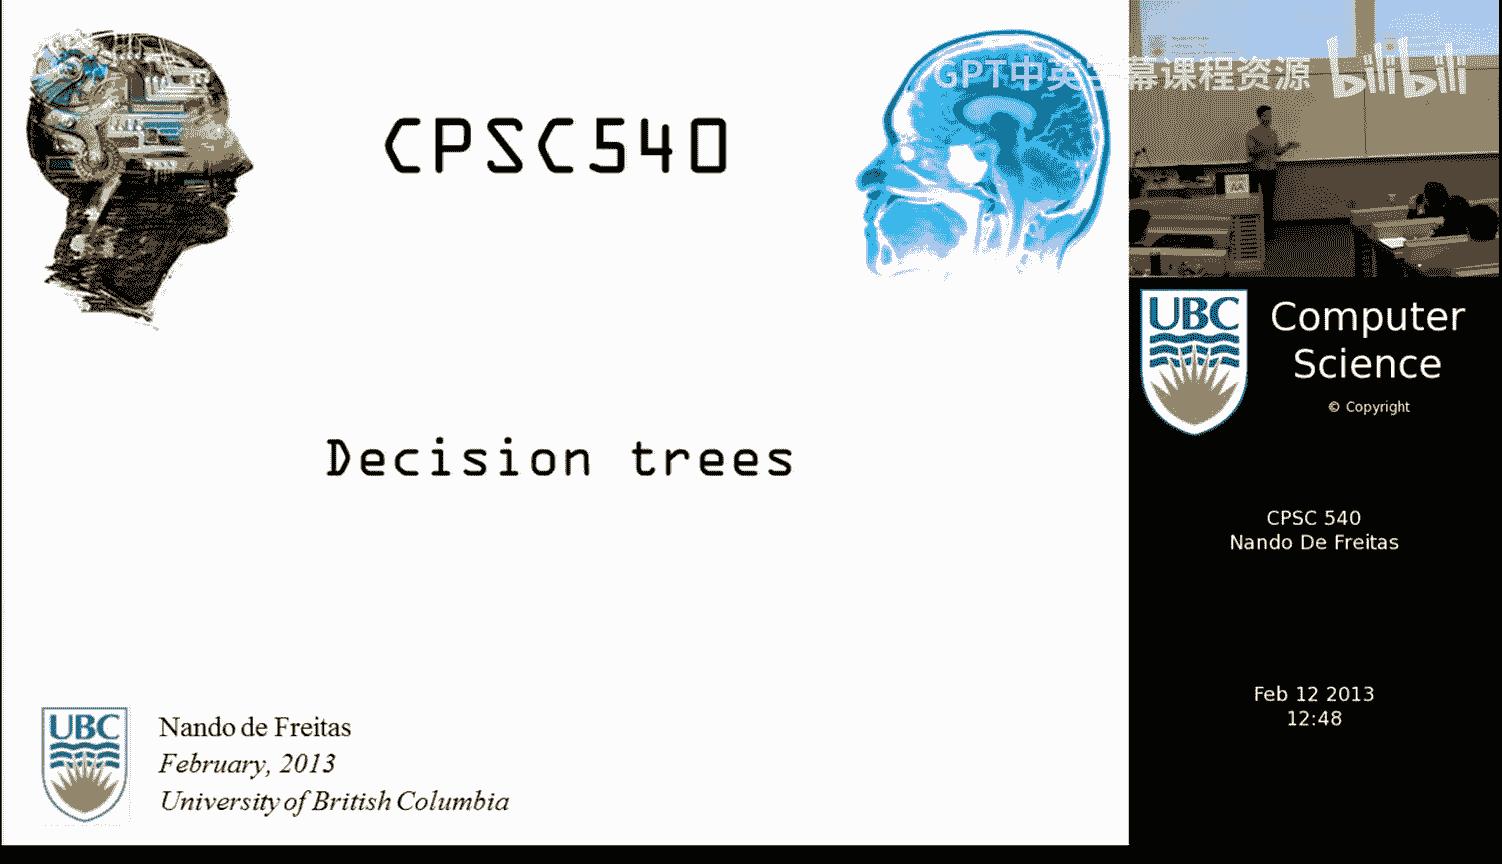 CPSC540
Decision trees
UBC
Nando de Freitas
February, 2013
University of British Columbia
GPT中英字幕课程资源
bilibili
UBC
Computer
Science
© Copyright
CPSC 540
Nando De Freitas
Feb 12 2013
12:48